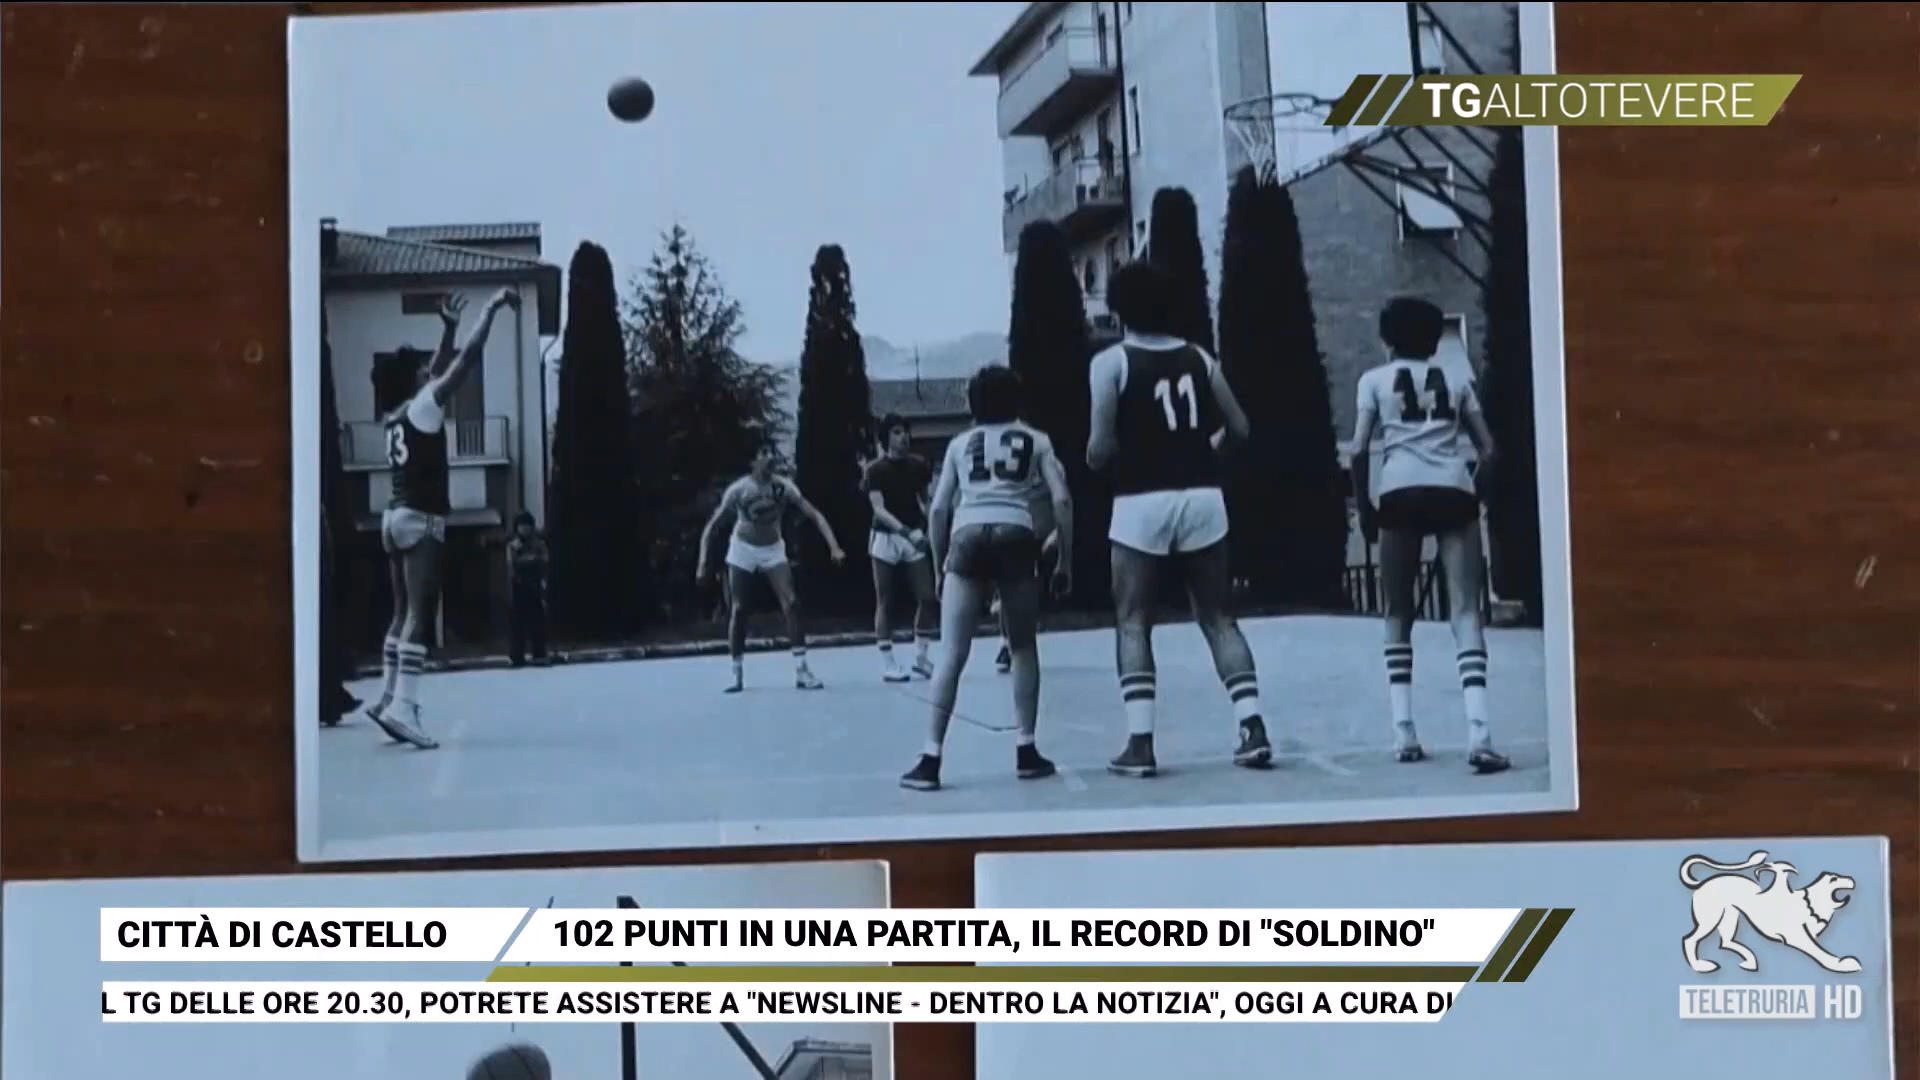 TGALTOTEVERE
13
11
11
13
CITTÀ DI CASTELLO
102 PUNTI IN UNA PARTITA, IL RECORD DI "SOLDINO"
L TG DELLE ORE 20.30, POTRETE ASSISTERE A "NEWSLINE - DENTRO LA NOTIZIA", OGGI A CURA DI
TELETRURIA HD